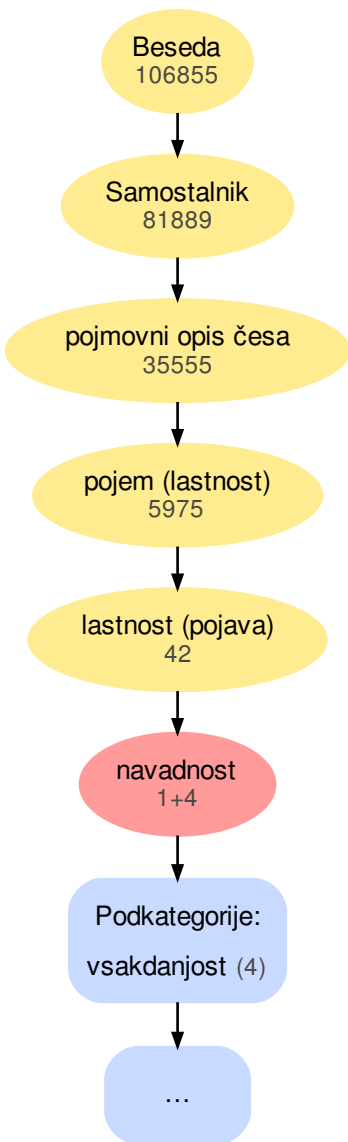 Beseda
106855
Samostalnik
81889
pojmovni opis česa
35555
pojem (lastnost)
5975
lastnost (pojava)
42
navadnost
1+4
Podkategorije:
vsakdanjost (4)
...